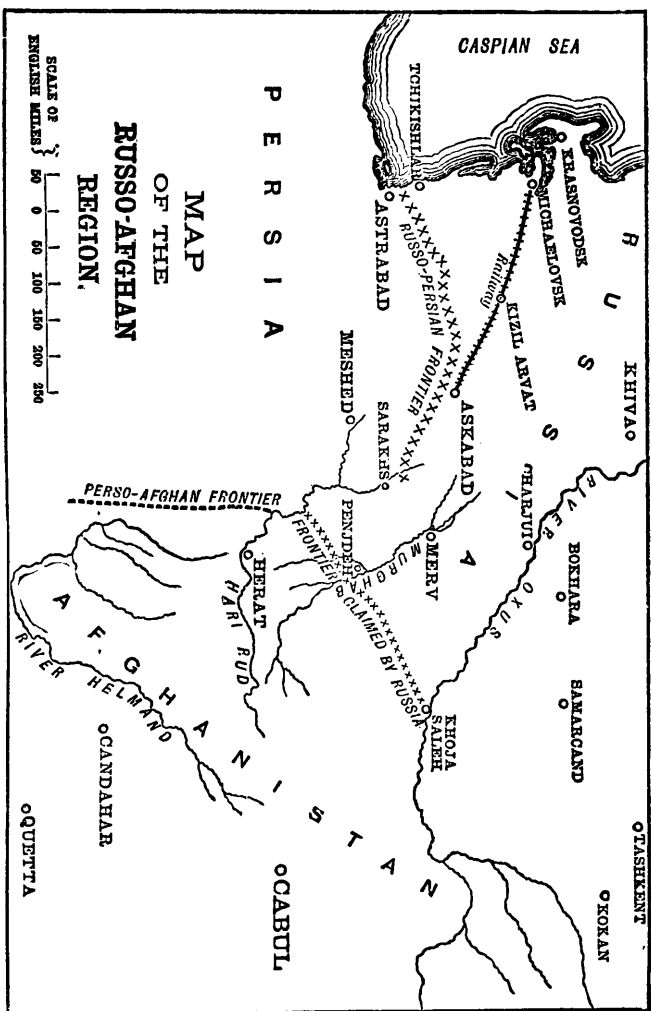 CASPIAN SEA
KRASNOVODSK
MICHAELOVSK
RUSSIA
KHIVA
TASHKENT
KOKAN
KIZIL ARVAT
Railway
CHARJUI
RIVER OXUS
BOKHARA
SAMARCAND
TCHIKISHLAR
ASTRABAD
RUSSO-PERSIAN FRONTIER
ASKABAD
MERV
MURGHAB
KHOJA
SALEH
MESHED
SARAKHS
PENJDEH
FRONTIER CLAIMED BY RUSSIA
PERSIA
PERSO-AFGHAN FRONTIER
HERAT
HARI RUD
AFGHANISTAN
RIVER HELMAND
CABUL
CANDAHAR
QUETTA
MAP
OF THE
RUSSO-AFGHAN
REGION.
SCALE OF
ENGLISH MILES
50 0 50 100 150 200 250